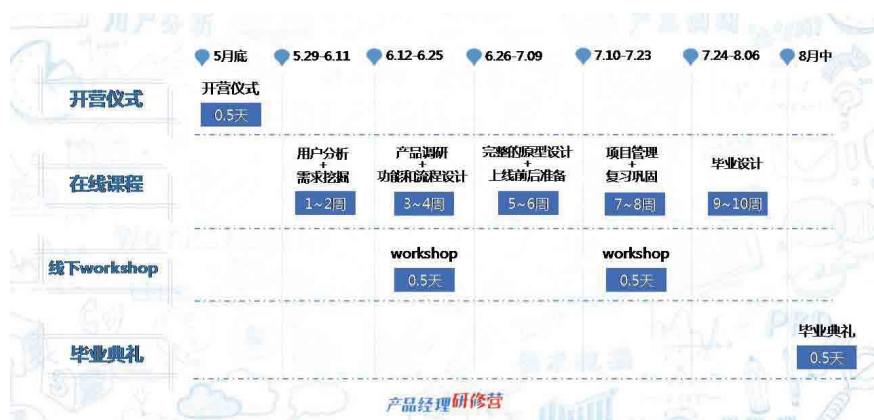 5月底 5.29-6.11 6.12-6.25 6.26-7.09 7.10-7.23 7.24-8.06 8月中
开营仪式
开营仪式
0.5天
在线课程
用户分析
+
需求挖掘
1~2周
产品调研
+
功能和流程设计
3~4周
完整的原型设计
+
上线前后准备
5~6周
项目管理
+
复习巩固
7~8周
毕业设计
9~10周
线下workshop
workshop
0.5天
workshop
0.5天
毕业典礼
毕业典礼
0.5天
产品经理研修营